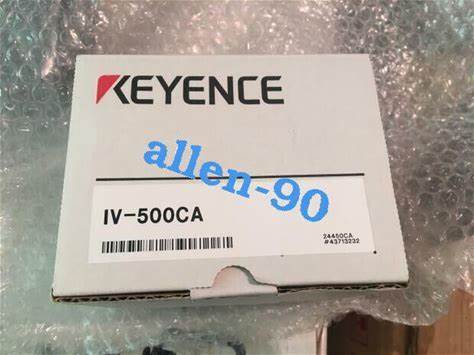 KEYENCE
allen-90
IV-500CA
24450CA
#43713232